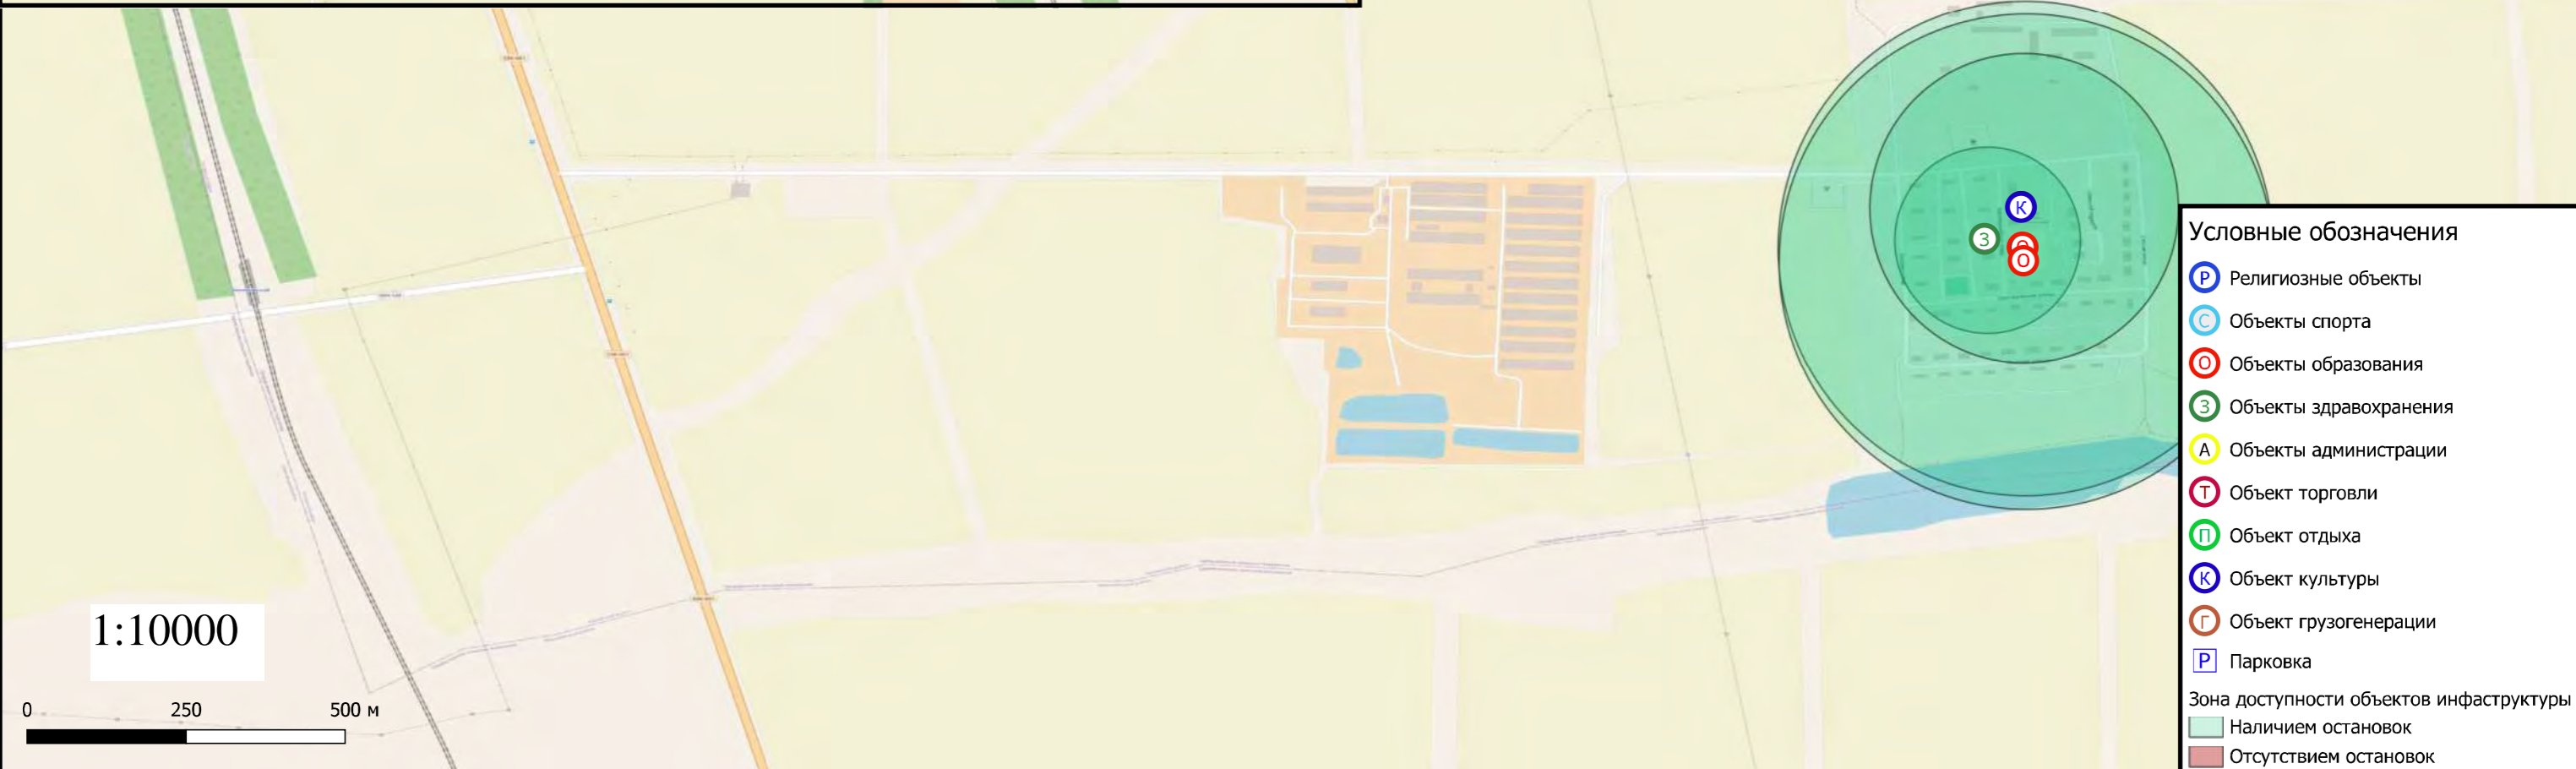 К
З
О
О
1:10000
0 250 500 м
Условные обозначения
Р Религиозные объекты
С Объекты спорта
О Объекты образования
З Объекты здравохранения
А Объекты администрации
Т Объект торговли
П Объект отдыха
К Объект культуры
Г Объект грузогенерации
Р Парковка
Зона доступности объектов инфаструктуры
Наличием остановок
Отсутствием остановок